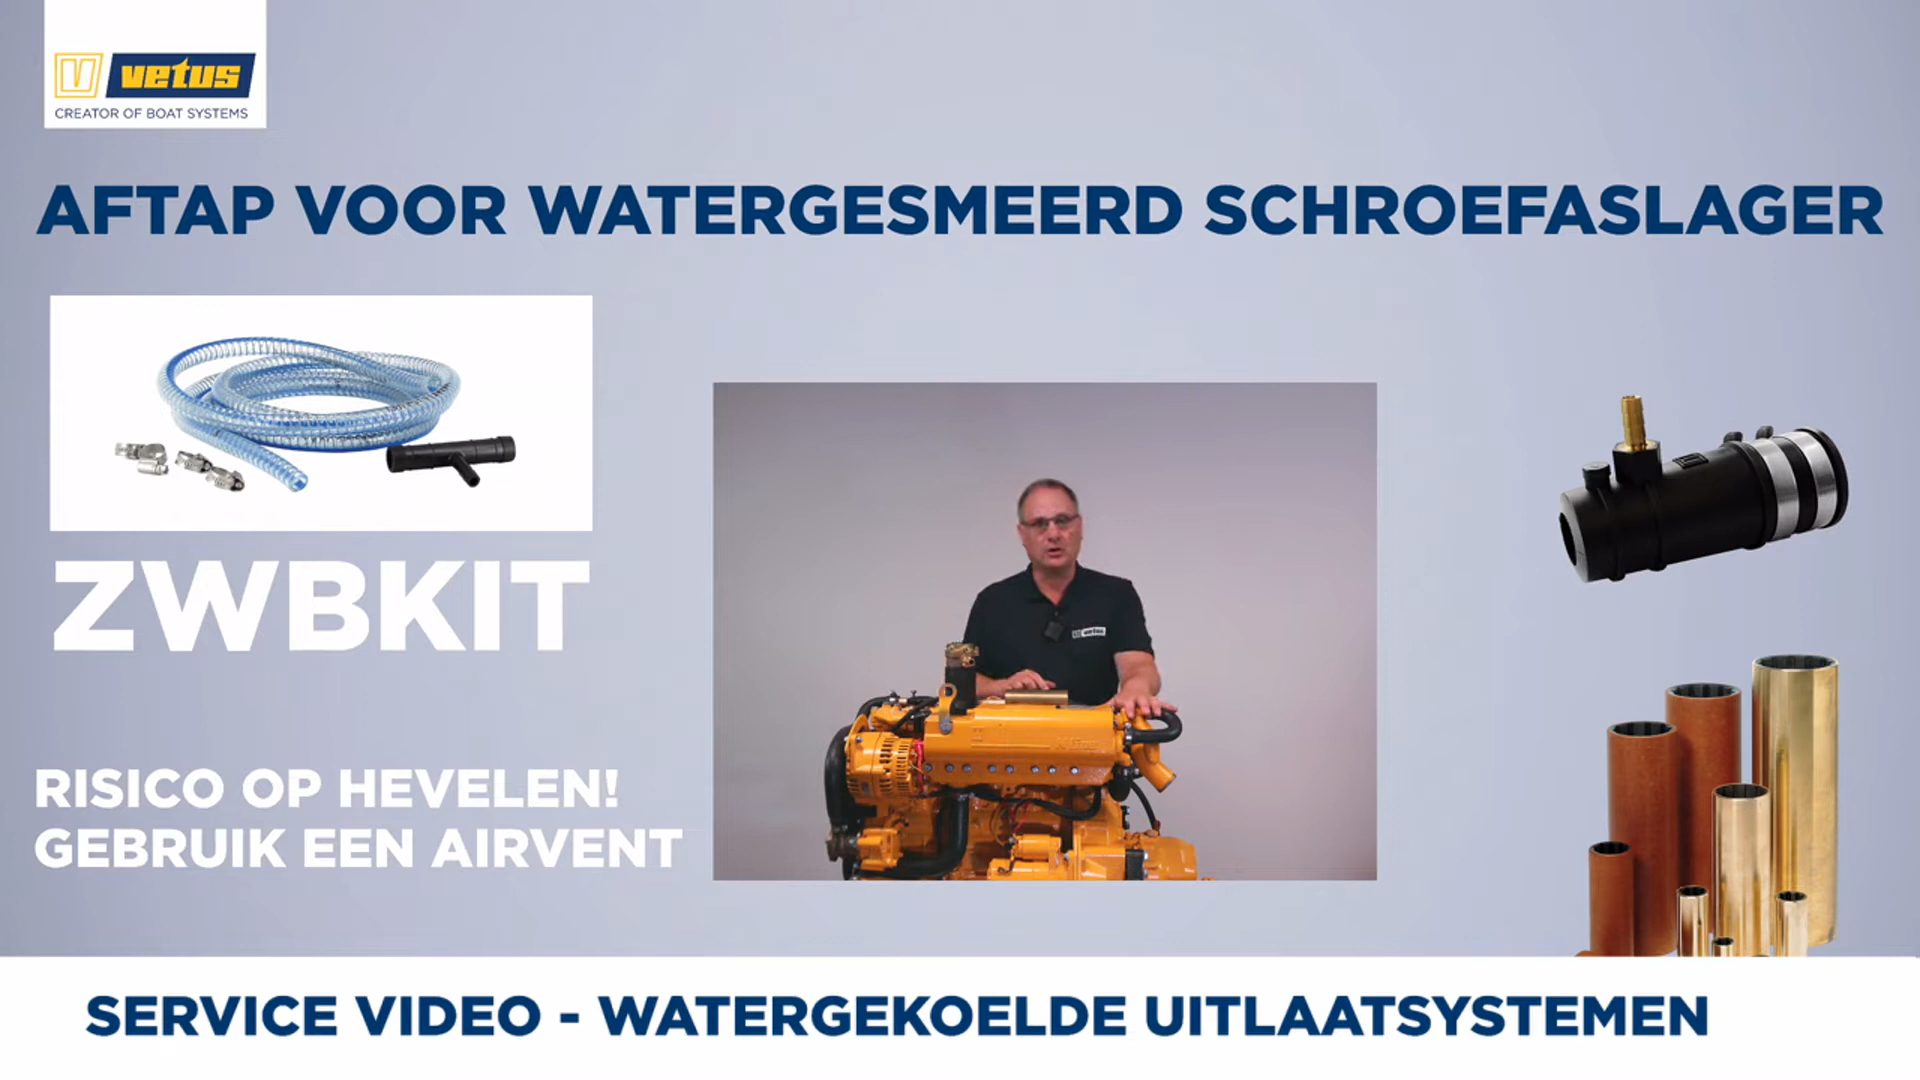 vetus
CREATOR OF BOAT SYSTEMS
AFTAP VOOR WATERGESMEERD SCHROEFASLAGER
ZWBKIT
vetus
RISICO OP HEVELEN!
GEBRUIK EEN AIRVENT
SERVICE VIDEO - WATERGEKOELDE UITLAATSYSTEMEN